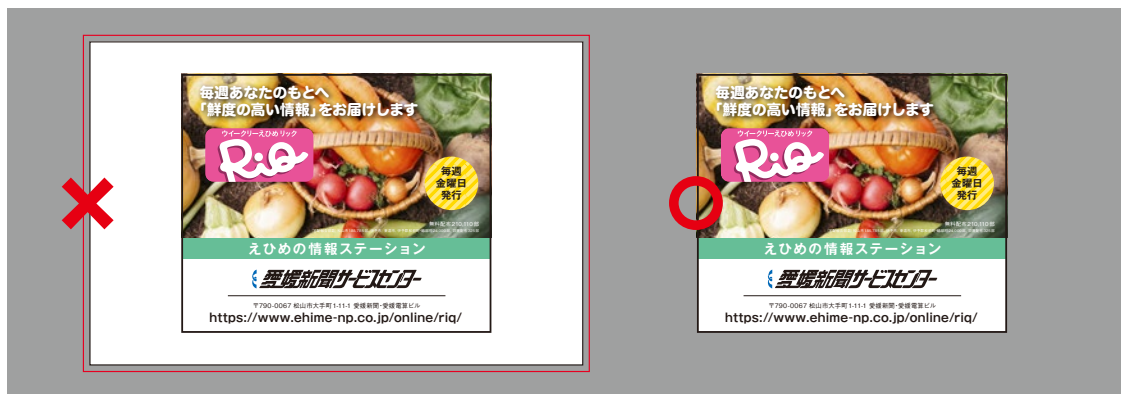 毎週あなたのもとへ
「鮮度の高い情報」をお届けします
ウイークリーえひめリック
RiQ
毎週
金曜日
発行
えひめの情報ステーション
愛媛新聞サービスセンター
〒790-0067 松山市大手町1-11-1 愛媛新聞・愛媛電算ビル
https://www.ehime-np.co.jp/online/riq/
毎週あなたのもとへ
「鮮度の高い情報」をお届けします
ウイークリーえひめリック
RiQ
毎週
金曜日
発行
えひめの情報ステーション
愛媛新聞サービスセンター
〒790-0067 松山市大手町1-11-1 愛媛新聞・愛媛電算ビル
https://www.ehime-np.co.jp/online/riq/